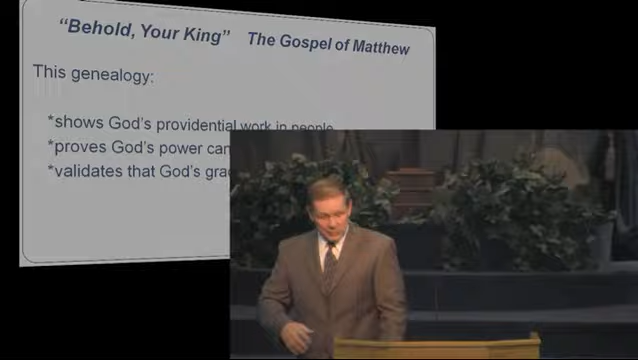 “Behold, Your King” The Gospel of Matthew
This genealogy:
*shows God’s providential work in people
*proves God’s power can
*validates that God’s gra